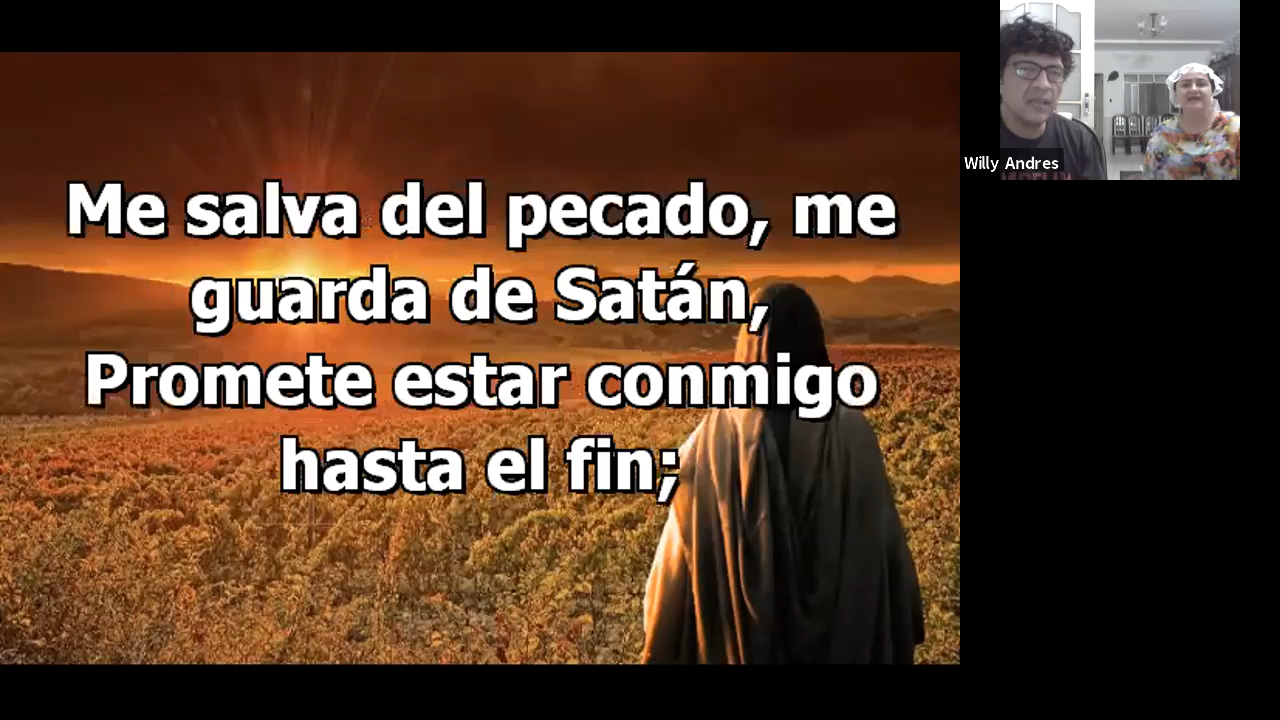 Me salva del pecado, me
guarda de Satán,
Promete estar conmigo
hasta el fin;
Willy Andres